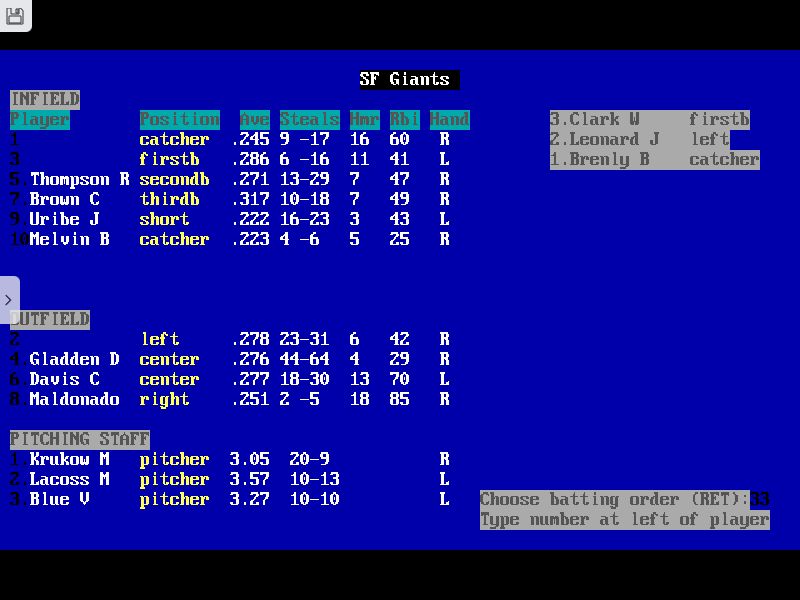 SF Giants
INFIELD
Player Position Ave Steals Hmr Rbi Hand
1 catcher .245 9 -17 16 60 R
3 firstb .286 6 -16 11 41 L
5.Thompson R secondb .271 13-29 7 47 R
7.Brown C thirdb .317 10-18 7 49 R
9.Uribe J short .222 16-23 3 43 L
10Melvin B catcher .223 4 -6 5 25 R
3.Clark W firstb
2.Leonard J left
1.Brenly B catcher
OUTFIELD
2 left .278 23-31 6 42 R
4.Gladden D center .276 44-64 4 29 R
6.Davis C center .277 18-30 13 70 L
8.Maldonado right .251 2 -5 18 85 R
PITCHING STAFF
1.Krukow M pitcher 3.05 20-9 R
2.Lacoss M pitcher 3.57 10-13 L
3.Blue V pitcher 3.27 10-10 L
Choose batting order (RET):33
Type number at left of player